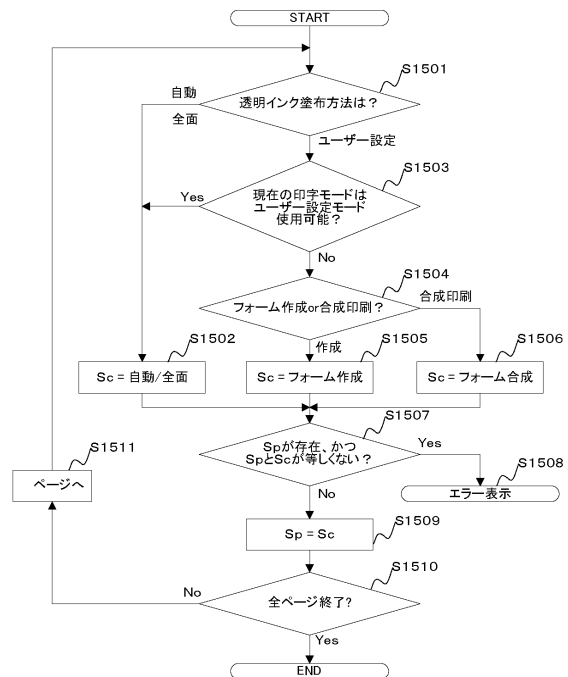 START
S1501
透明インク塗布方法は？
自動
全面
ユーザー設定
S1503
現在の印字モードは
ユーザー設定モード
使用可能？
Yes
No
S1504
フォーム作成or合成印刷？
合成印刷
作成
S1502
S1505
S1506
Sc＝自動/全面
Sc＝フォーム作成
Sc＝フォーム合成
S1507
Spが存在、かつ
SpとScが等しくない？
Yes
No
S1508
エラー表示
S1511
ページへ
S1509
Sp＝Sc
S1510
全ページ終了?
No
Yes
END